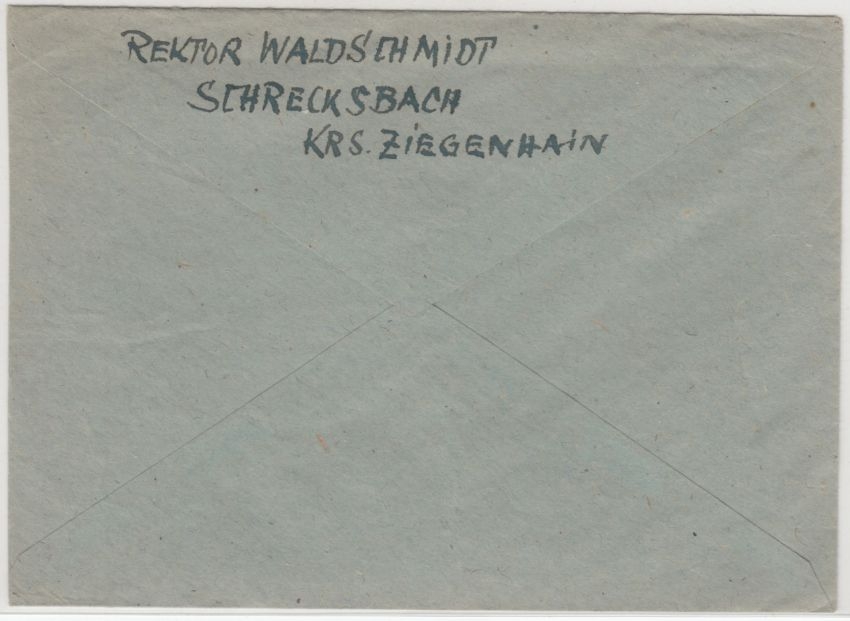 REKTOR WALDSCHMIDT
SCHRECKSBACH
KRS. ZIEGENHAIN